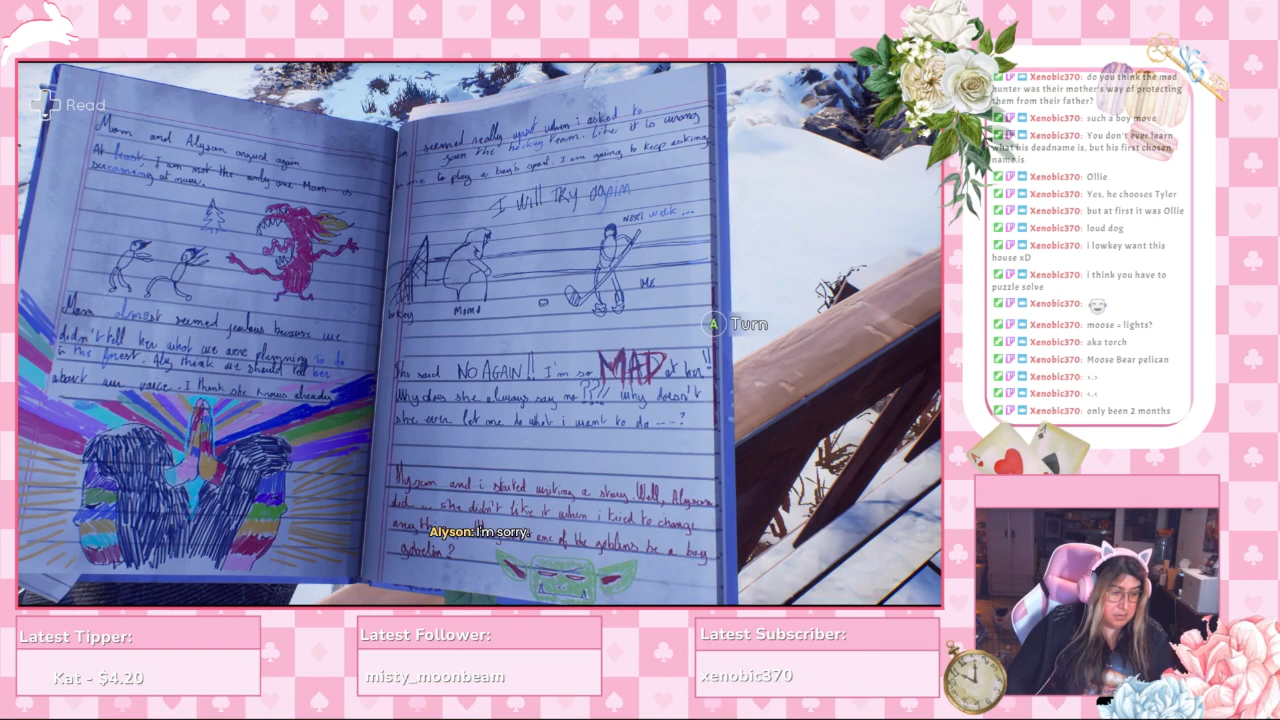 Read
Mom and Alyson argued again
At least I am not the only one Mom is
screaming at now.
Mom almost seemed jealous because we
didn't tell her what we were planning to do
in the forest. Aly thinks we should tell her
about our voice. I think she knows already
seemed really upset when i asked to
join the hockey team. Like it is wrong
to play a boy's sport. I am going to keep asking
I WILL TRY again
next week ...
Me
Mom
She said NO AGAIN!! I'm so MAD at her!!
Why does she always say no??? Why doesn't
she ever let me do what i want to do ---?
Alyson and i started writing a story. Well, Alyson
did ... she didn't like it when i tried to change
one of the goblins be a boy
gobelin?
Alyson: I'm sorry.
A Turn
Xenobic370: do you think the mad
hunter was their mother's way of protecting
them from their father?
Xenobic370: such a boy move
Xenobic370: You don't ever learn
what his deadname is, but his first chosen
name is
Xenobic370: Ollie
Xenobic370: Yes, he chooses Tyler
Xenobic370: but at first it was Ollie
Xenobic370: loud dog
Xenobic370: i lowkey want this
house xD
Xenobic370: i think you have to
puzzle solve
Xenobic370:
Xenobic370: moose = lights?
Xenobic370: aka torch
Xenobic370: Moose Bear pelican
Xenobic370: >.>
Xenobic370: <.<
Xenobic370: only been 2 months
Latest Tipper:
Kat - $4.20
Latest Follower:
misty_moonbeam
Latest Subscriber:
xenobic370